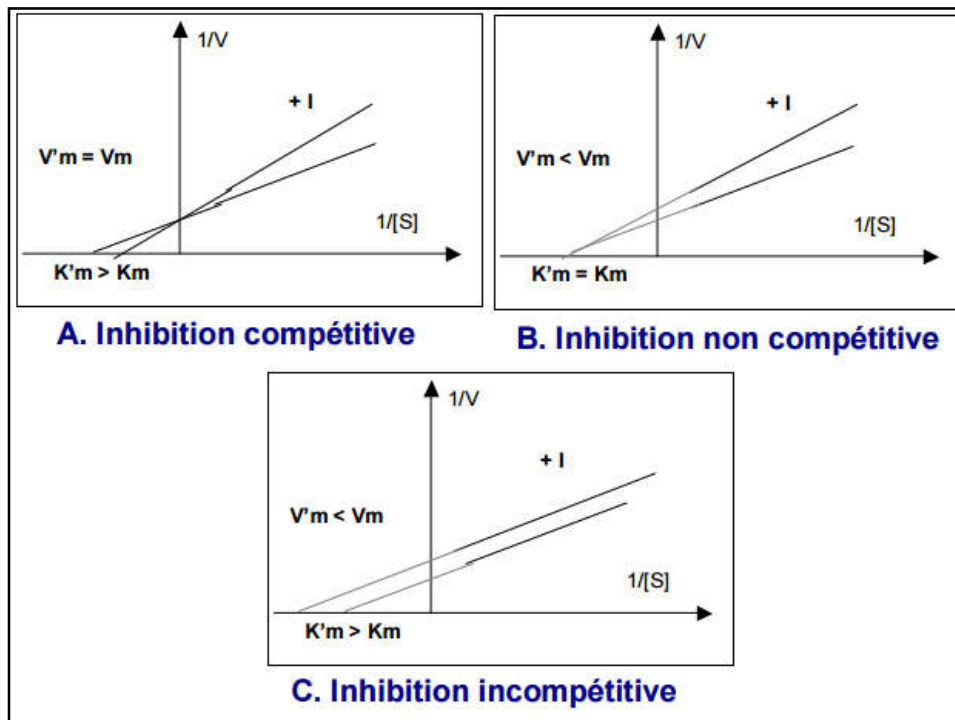 1/V
+ I
V'm = Vm
1/[S]
K'm > Km
A. Inhibition compétitive
1/V
+ I
V'm < Vm
1/[S]
K'm = Km
B. Inhibition non compétitive
1/V
+ I
V'm < Vm
1/[S]
K'm > Km
C. Inhibition incompétitive